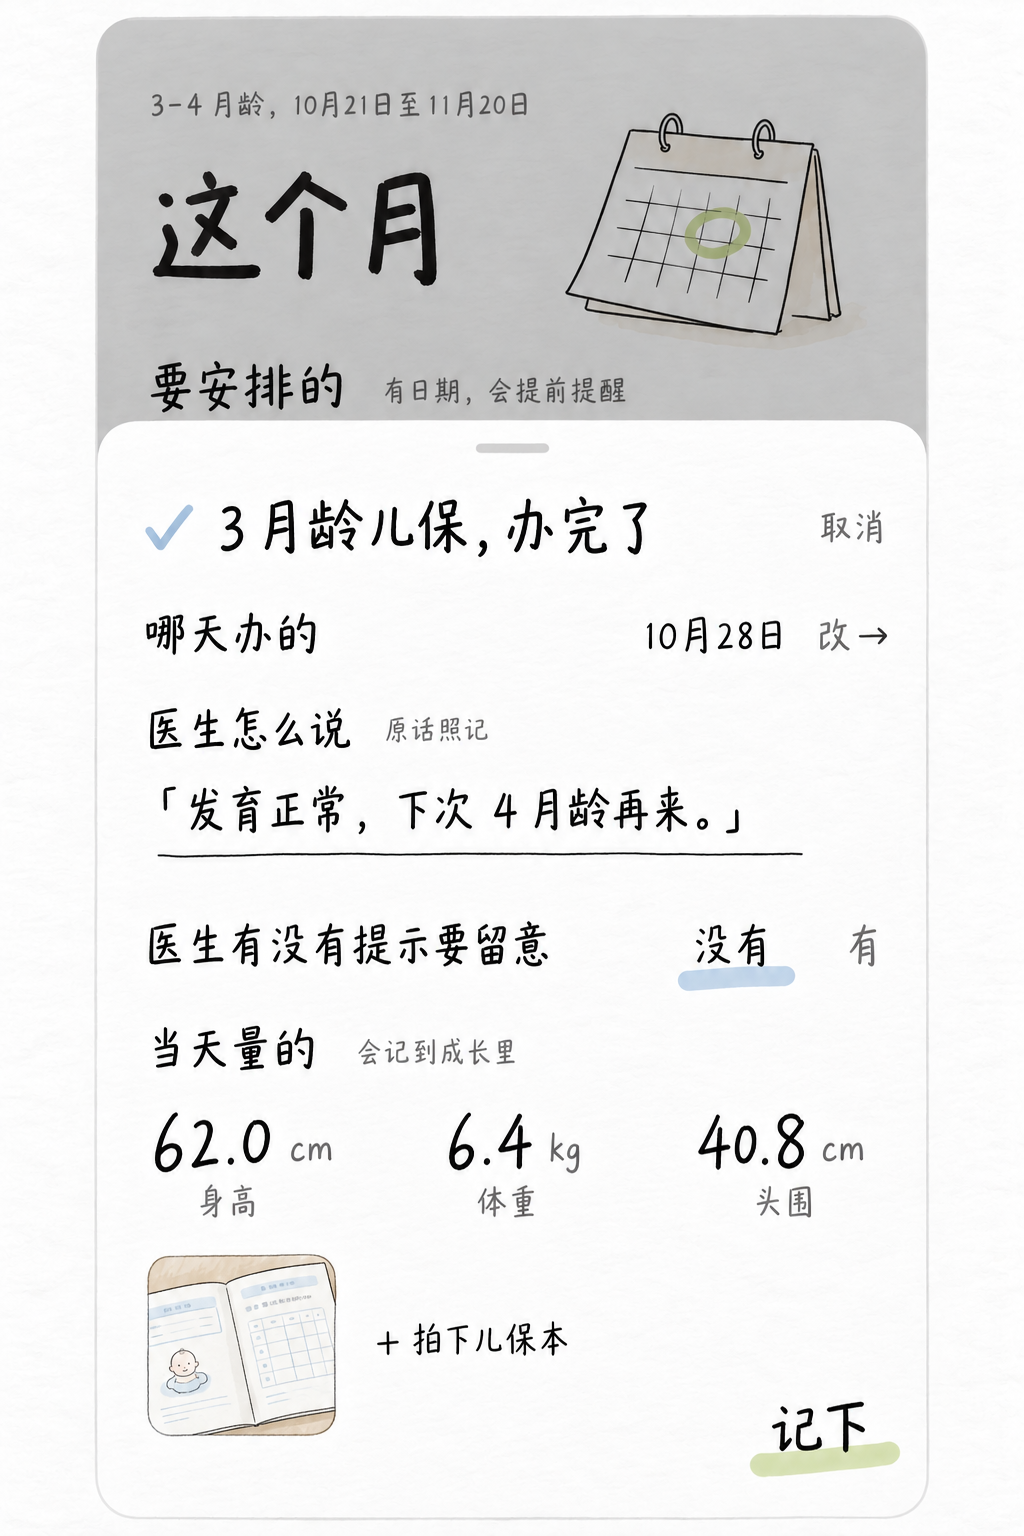 3-4 月龄，10月21日至11月20日
这个月
要安排的 有日期，会提前提醒
3 月龄儿保，办完了 取消
哪天办的 10月28日 改→
医生怎么说 原话照记
「发育正常，下次 4 月龄再来。」
医生有没有提示要留意 没有 有
当天量的 会记到成长里
62.0 cm 6.4 kg 40.8 cm
身高 体重 头围
+ 拍下儿保本
记下